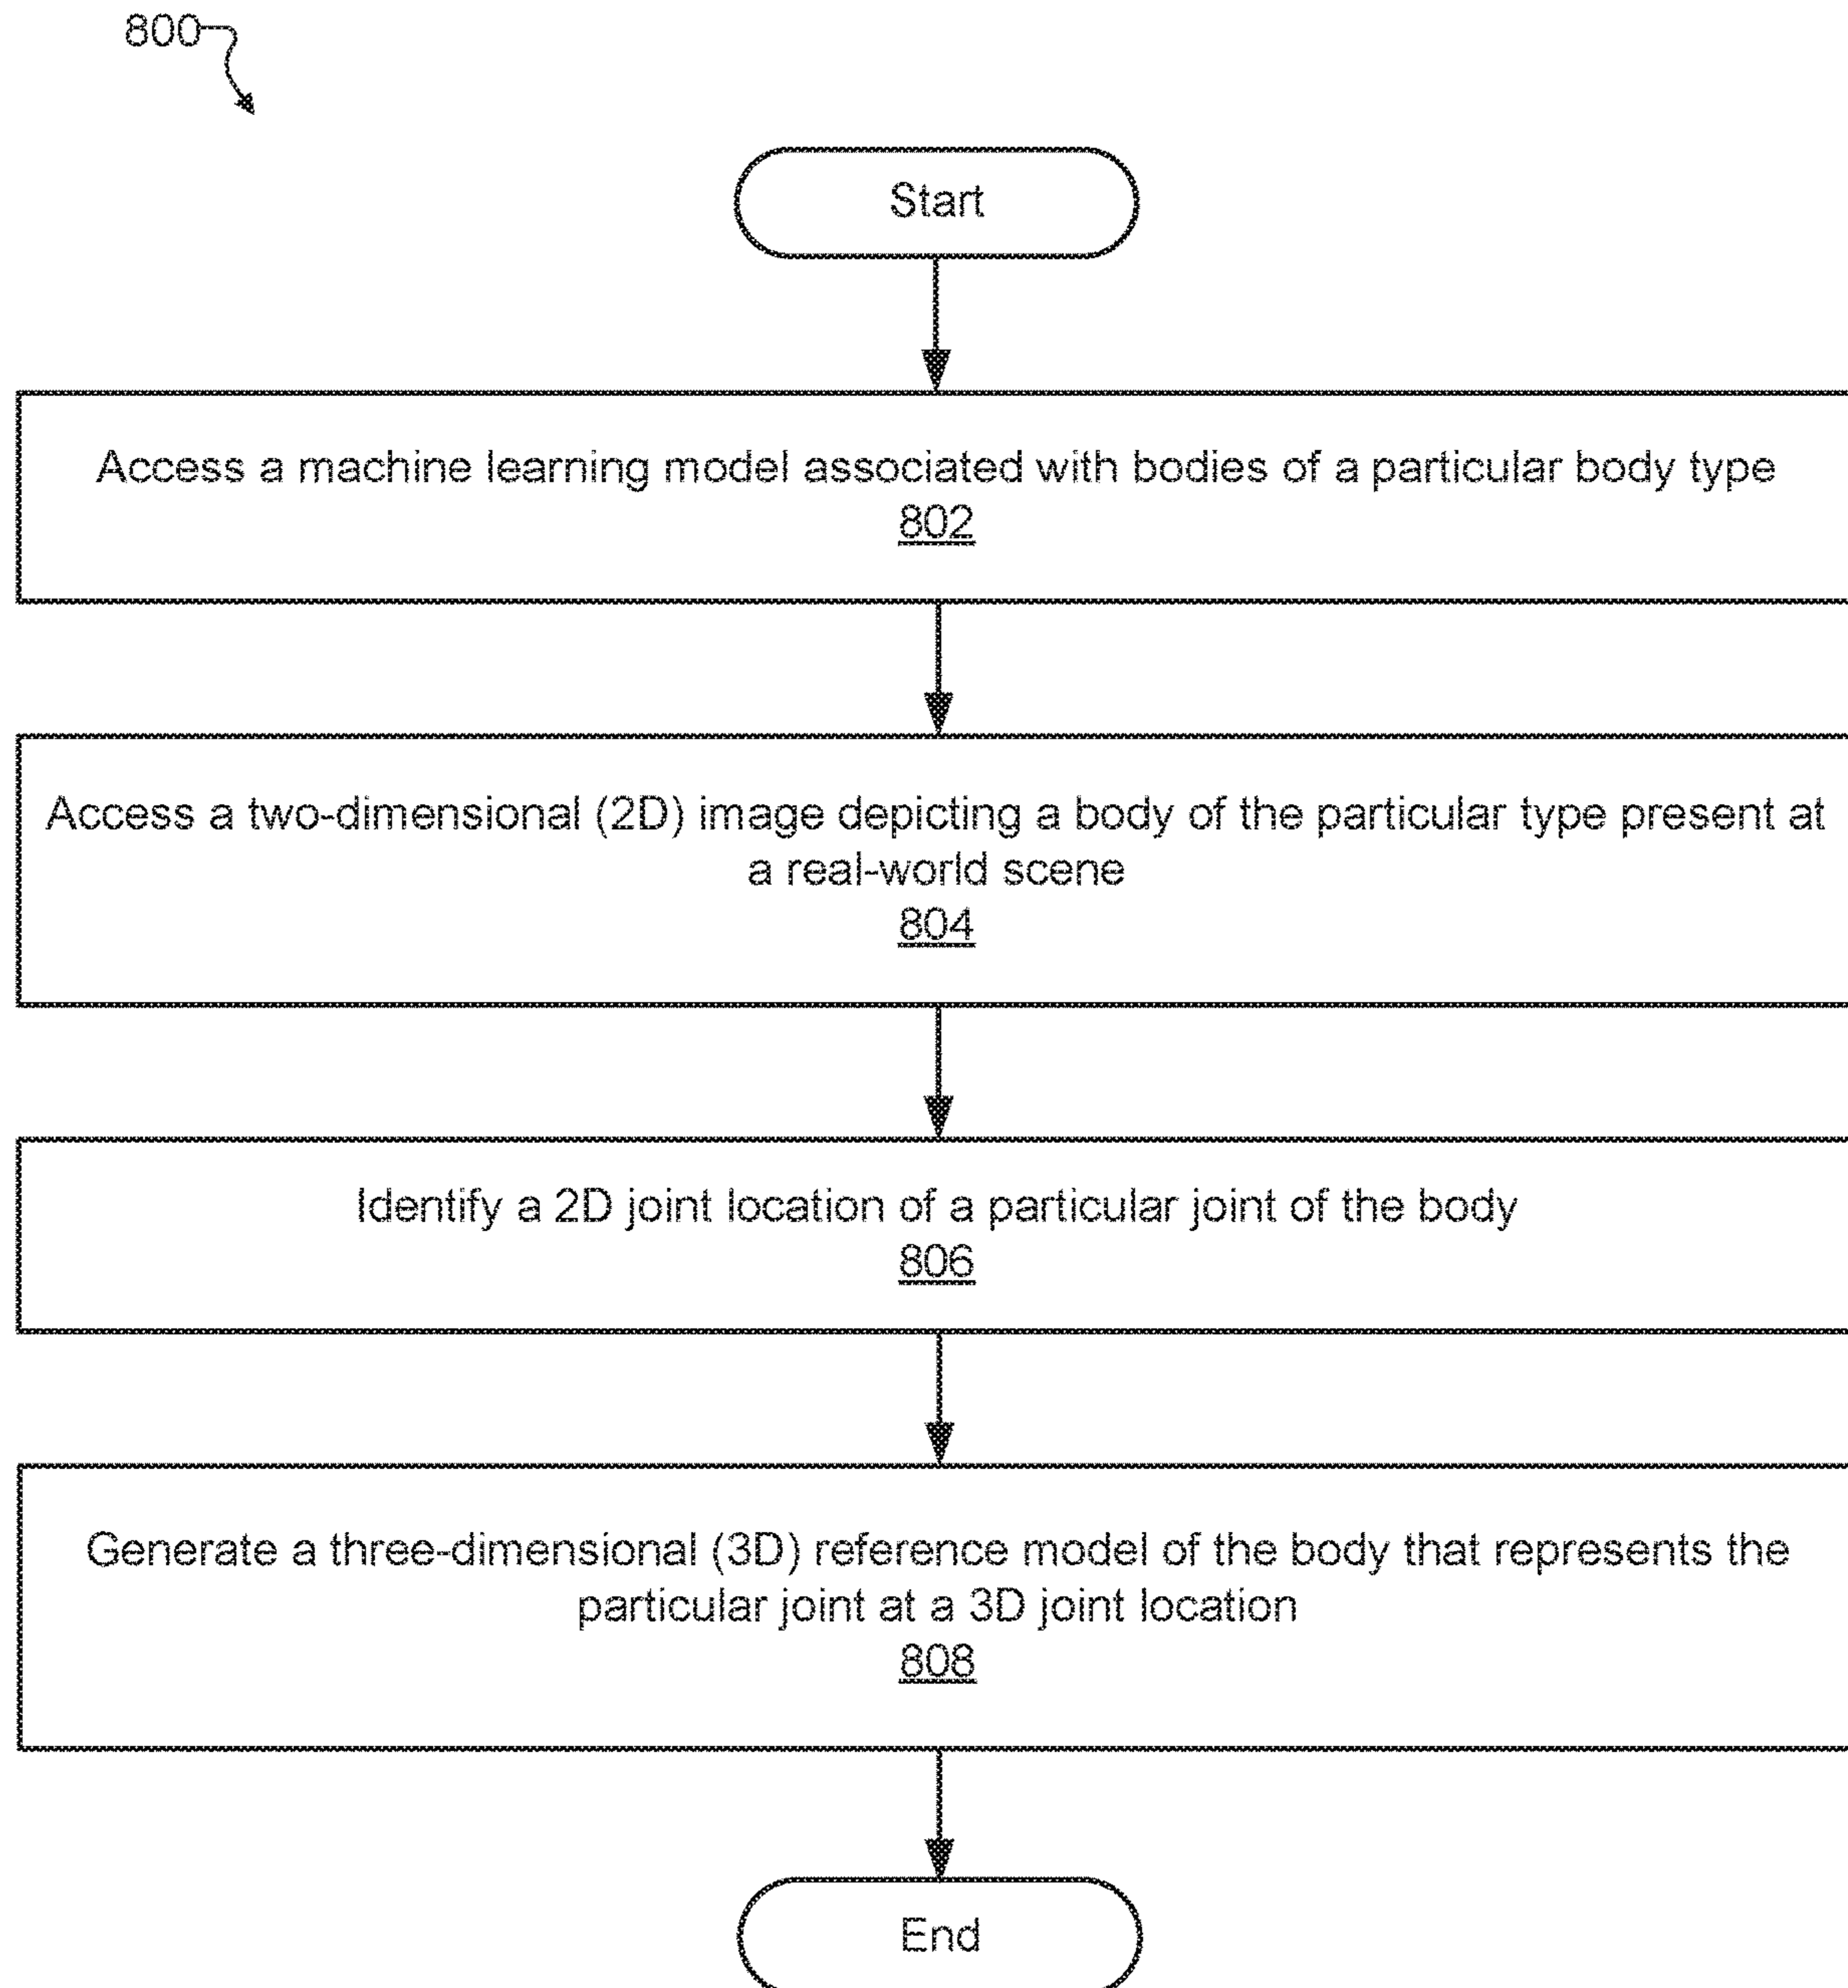 800
Start
Access a machine learning model associated with bodies of a particular body type
802
Access a two-dimensional (2D) image depicting a body of the particular type present at
a real-world scene
804
Identify a 2D joint location of a particular joint of the body
806
Generate a three-dimensional (3D) reference model of the body that represents the
particular joint at a 3D joint location
808
End